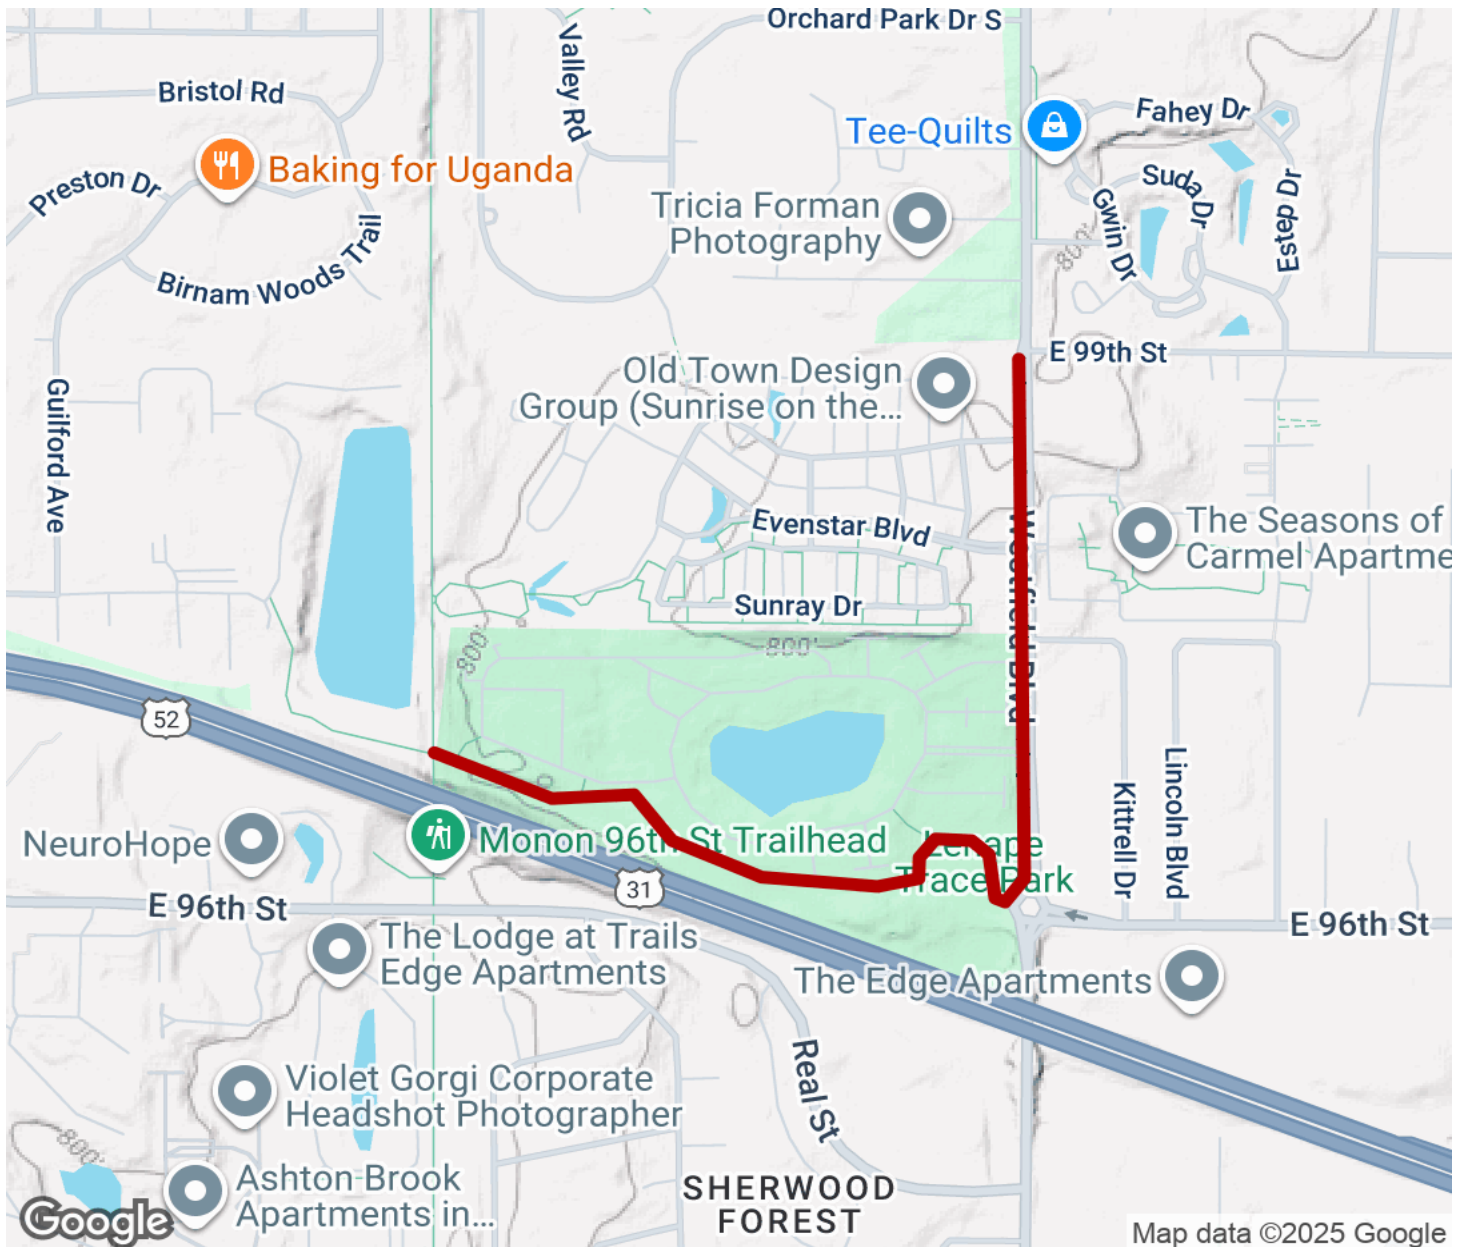 Orchard Park Dr S
Valley Rd
Bristol Rd
Fahey Dr
Tee-Quilts
Baking for Uganda
Preston Dr
Suda Dr
Estep Dr
Gwin Dr
Tricia Forman
Photography
800'
Birnam Woods Trail
E 99th St
Old Town Design
Group (Sunrise on the...
Guilford Ave
Evenstar Blvd
Westfield Blvd
The Seasons of
Carmel Apartme
Sunray Dr
800'
800'
52
Lincoln Blvd
Kittrell Dr
NeuroHope
Monon 96th St Trailhead
Lenape
Trace Park
31
E 96th St
E 96th St
The Lodge at Trails
Edge Apartments
The Edge Apartments
Real St
Violet Gorgi Corporate
Headshot Photographer
800'
Ashton Brook
Apartments in...
SHERWOOD
FOREST
Google
Map data ©2025 Google